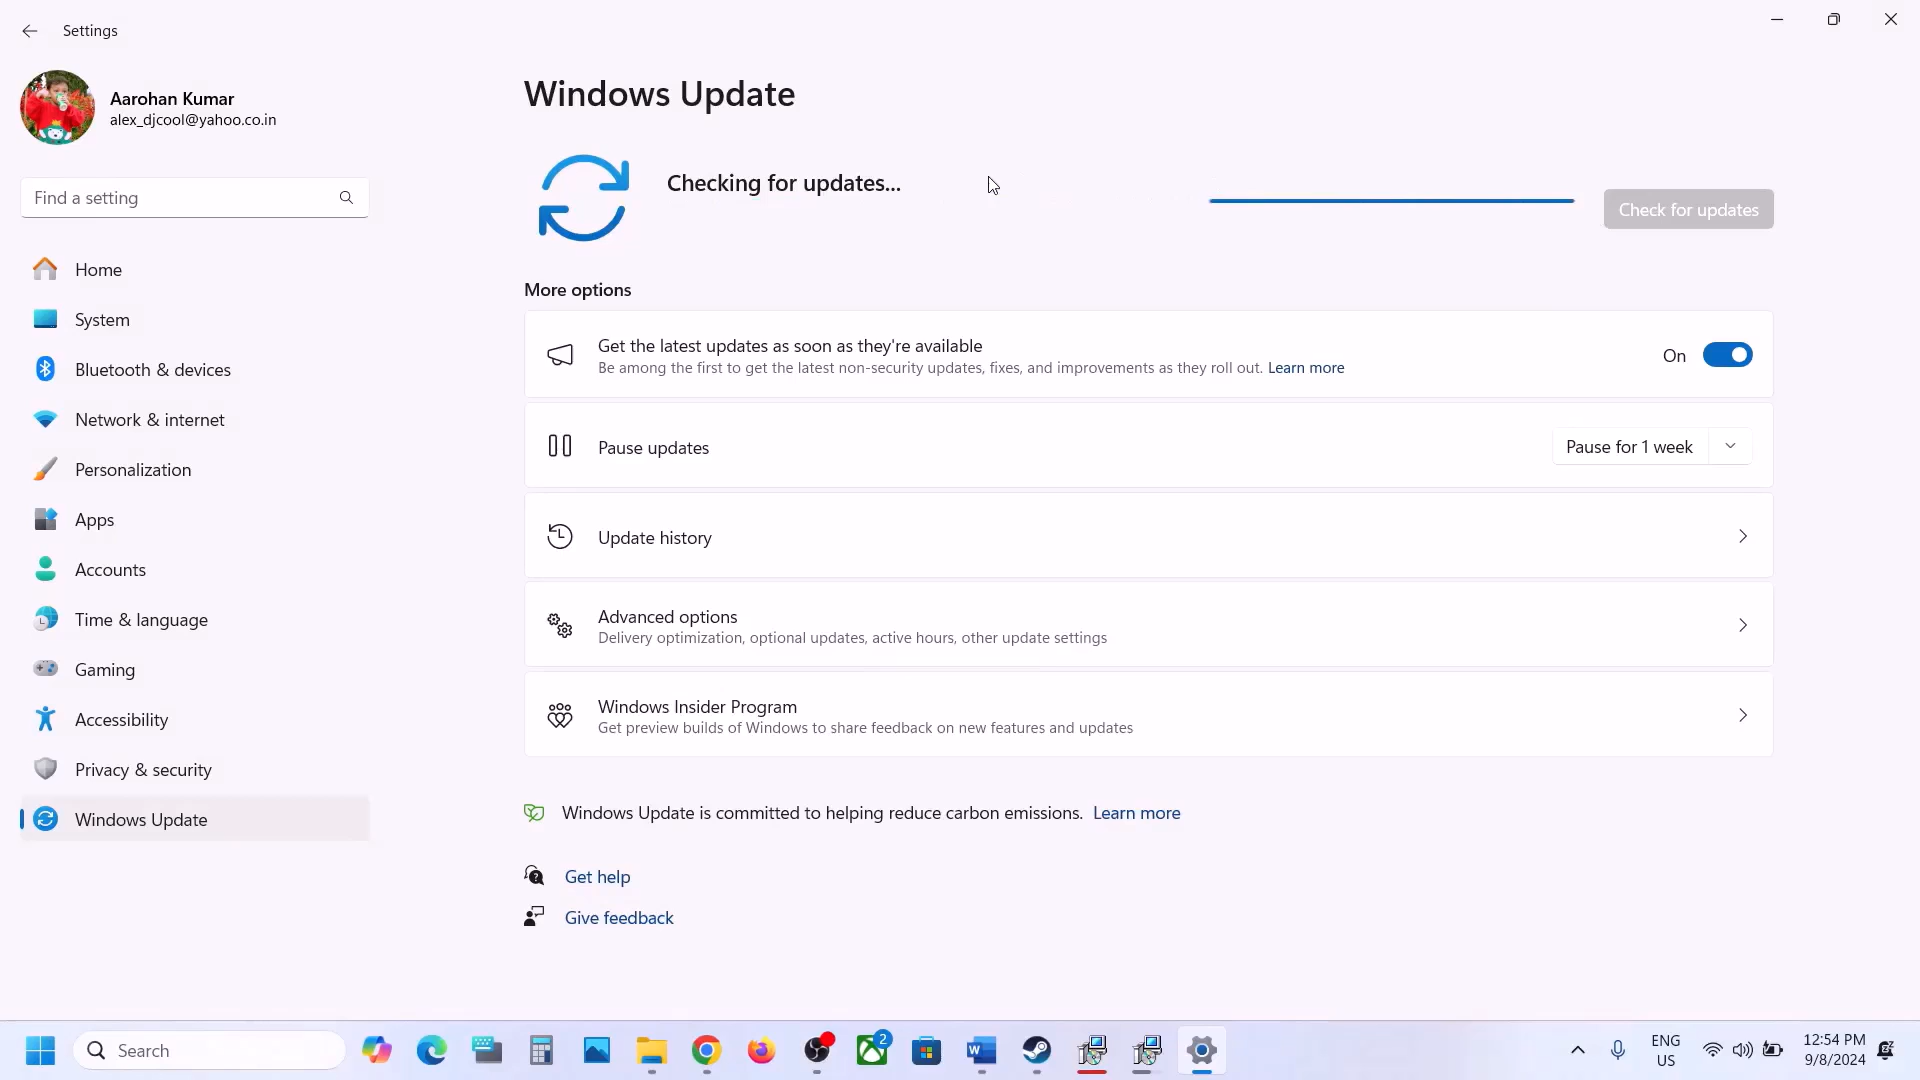 Settings
Aarohan Kumar
alex_djcool@yahoo.co.in
Find a setting
Home
System
Bluetooth & devices
Network & internet
Personalization
Apps
Accounts
Time & language
Gaming
Accessibility
Privacy & security
Windows Update
Windows Update
Checking for updates...
Check for updates
More options
Get the latest updates as soon as they're available
Be among the first to get the latest non-security updates, fixes, and improvements as they roll out. Learn more
On
Pause updates
Pause for 1 week
Update history
Advanced options
Delivery optimization, optional updates, active hours, other update settings
Windows Insider Program
Get preview builds of Windows to share feedback on new features and updates
Windows Update is committed to helping reduce carbon emissions. Learn more
Get help
Give feedback
Search
2
ENG
US
12:54 PM
9/8/2024